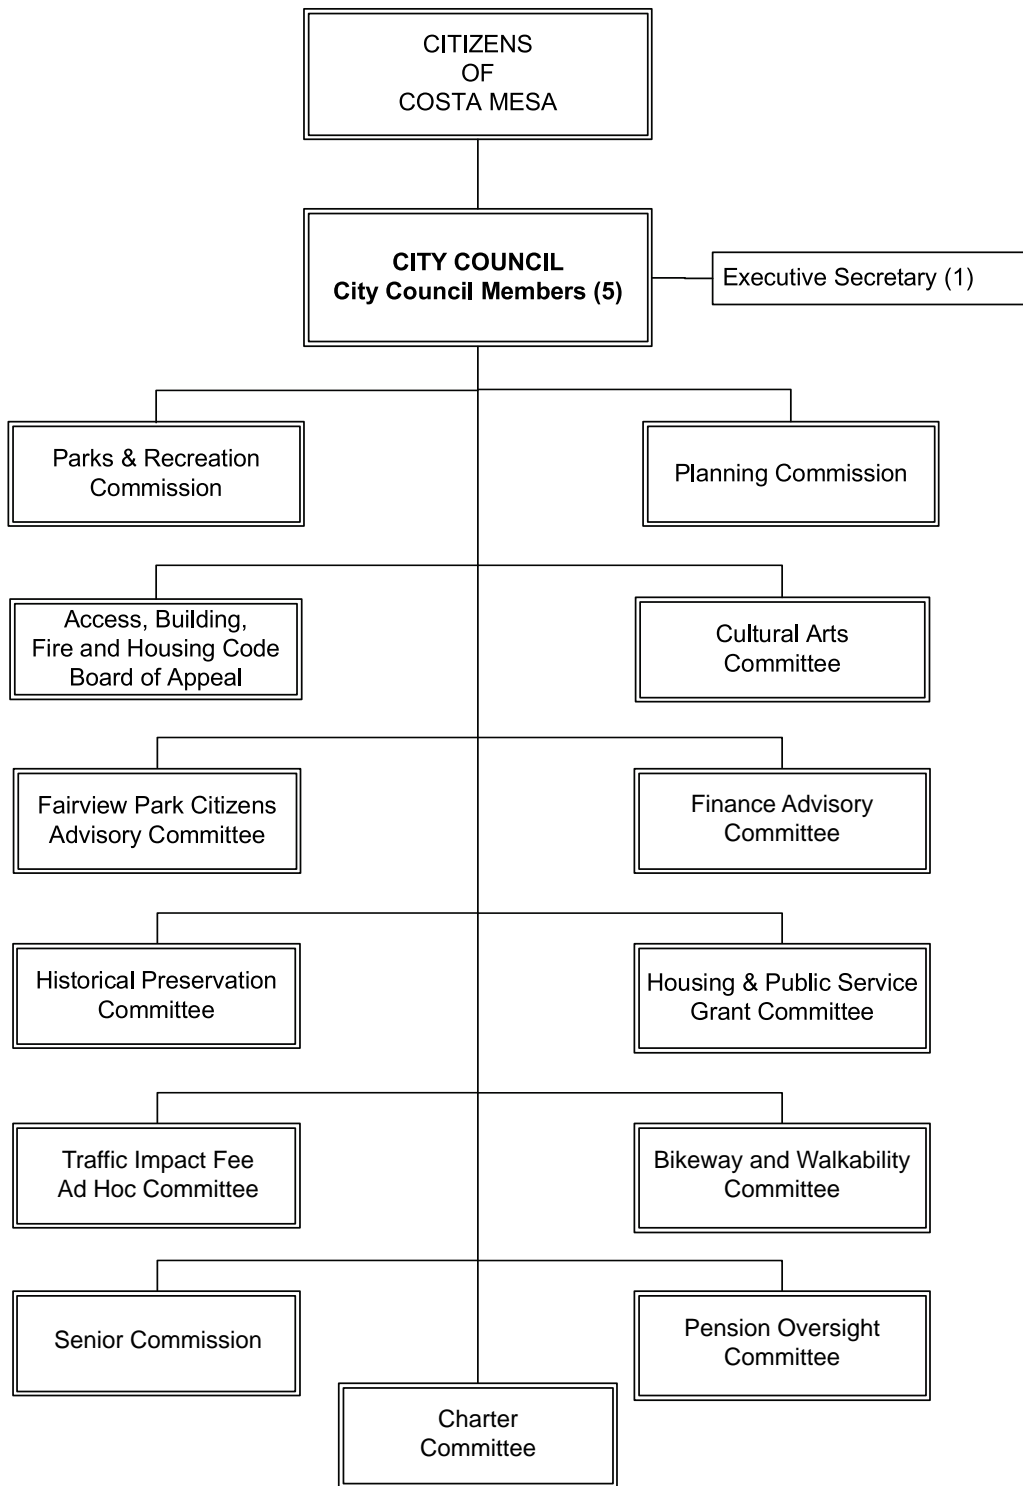 CITIZENS
OF
COSTA MESA
CITY COUNCIL
City Council Members (5)
Executive Secretary (1)
Parks & Recreation
Commission
Planning Commission
Access, Building,
Fire and Housing Code
Board of Appeal
Cultural Arts
Committee
Fairview Park Citizens
Advisory Committee
Finance Advisory
Committee
Historical Preservation
Committee
Housing & Public Service
Grant Committee
Traffic Impact Fee
Ad Hoc Committee
Bikeway and Walkability
Committee
Senior Commission
Pension Oversight
Committee
Charter
Committee